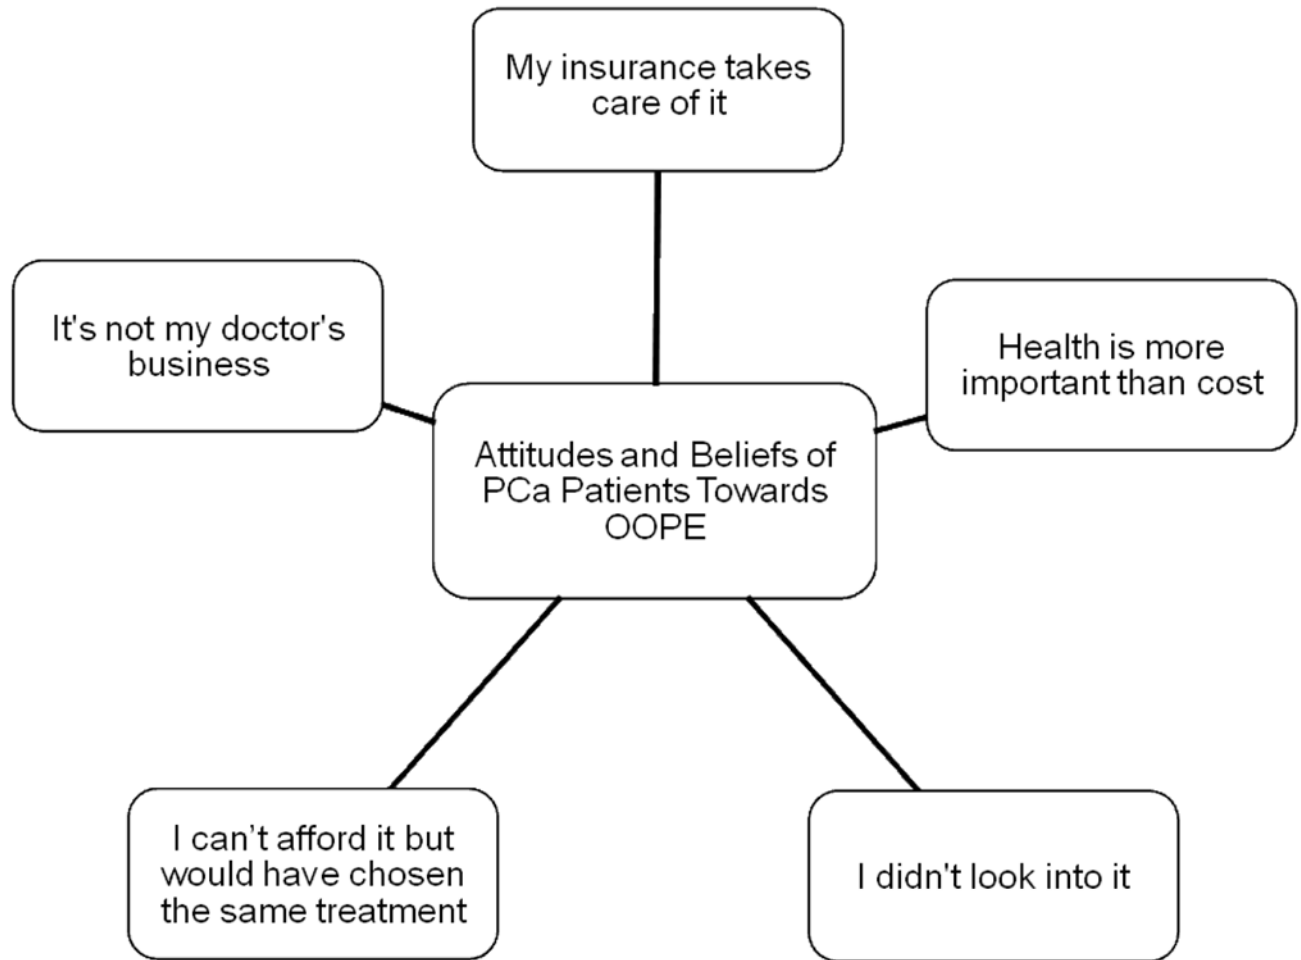 My insurance tak
care of it
It's not my doctor's
business
Health is more
important than cost
Attitudes and Beliefs of
PCa Patients Towards
OOPE
I can’t afford it but
would have chosen
the same treatment
I didn't look into it